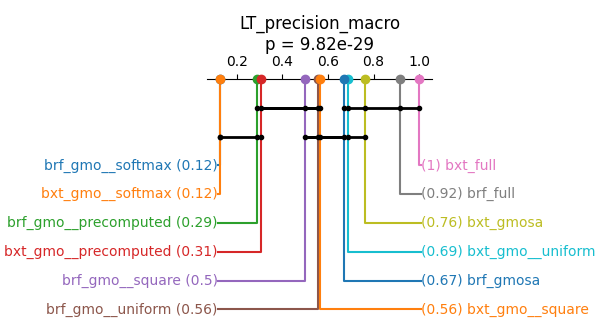 LT_precision_macro
p = 9.82e-29
0.2 0.4 0.6 0.8 1.0
brf_gmo__softmax (0.12)
(1) bxt_full
bxt_gmo__softmax (0.12)
(0.92) brf_full
brf_gmo__precomputed (0.29)
(0.76) bxt_gmosa
bxt_gmo__precomputed (0.31)
(0.69) bxt_gmo__uniform
brf_gmo__square (0.5)
(0.67) brf_gmosa
brf_gmo__uniform (0.56)
(0.56) bxt_gmo__square